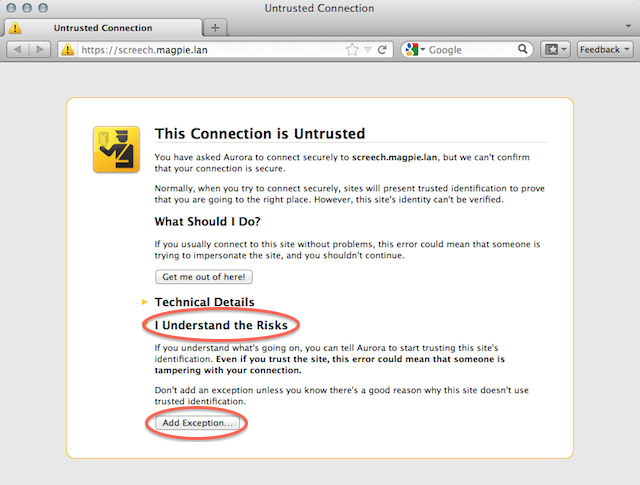 Untrusted Connection
Untrusted Connection
https://screech.magpie.lan
Google
Feedback
This Connection is Untrusted
You have asked Aurora to connect securely to screech.magpie.lan, but we can't confirm
that your connection is secure.
Normally, when you try to connect securely, sites will present trusted identification to prove
that you are going to the right place. However, this site's identity can't be verified.
What Should I Do?
If you usually connect to this site without problems, this error could mean that someone is
trying to impersonate the site, and you shouldn't continue.
Get me out of here!
Technical Details
I Understand the Risks
If you understand what's going on, you can tell Aurora to start trusting this site's
identification. Even if you trust the site, this error could mean that someone is
tampering with your connection.
Don't add an exception unless you know there's a good reason why this site doesn't use
trusted identification.
Add Exception...